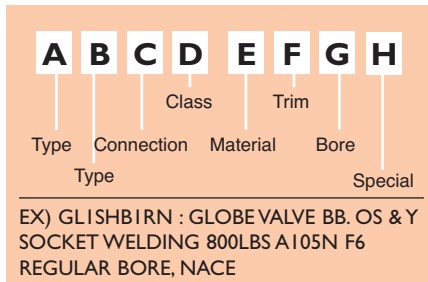 A B C D E F G H
Class Trim
Type Connection Material Bore
Type Special
EX) GL1SHB1RN : GLOBE VALVE BB. OS & Y
SOCKET WELDING 800LBS A105N F6
REGULAR BORE, NACE